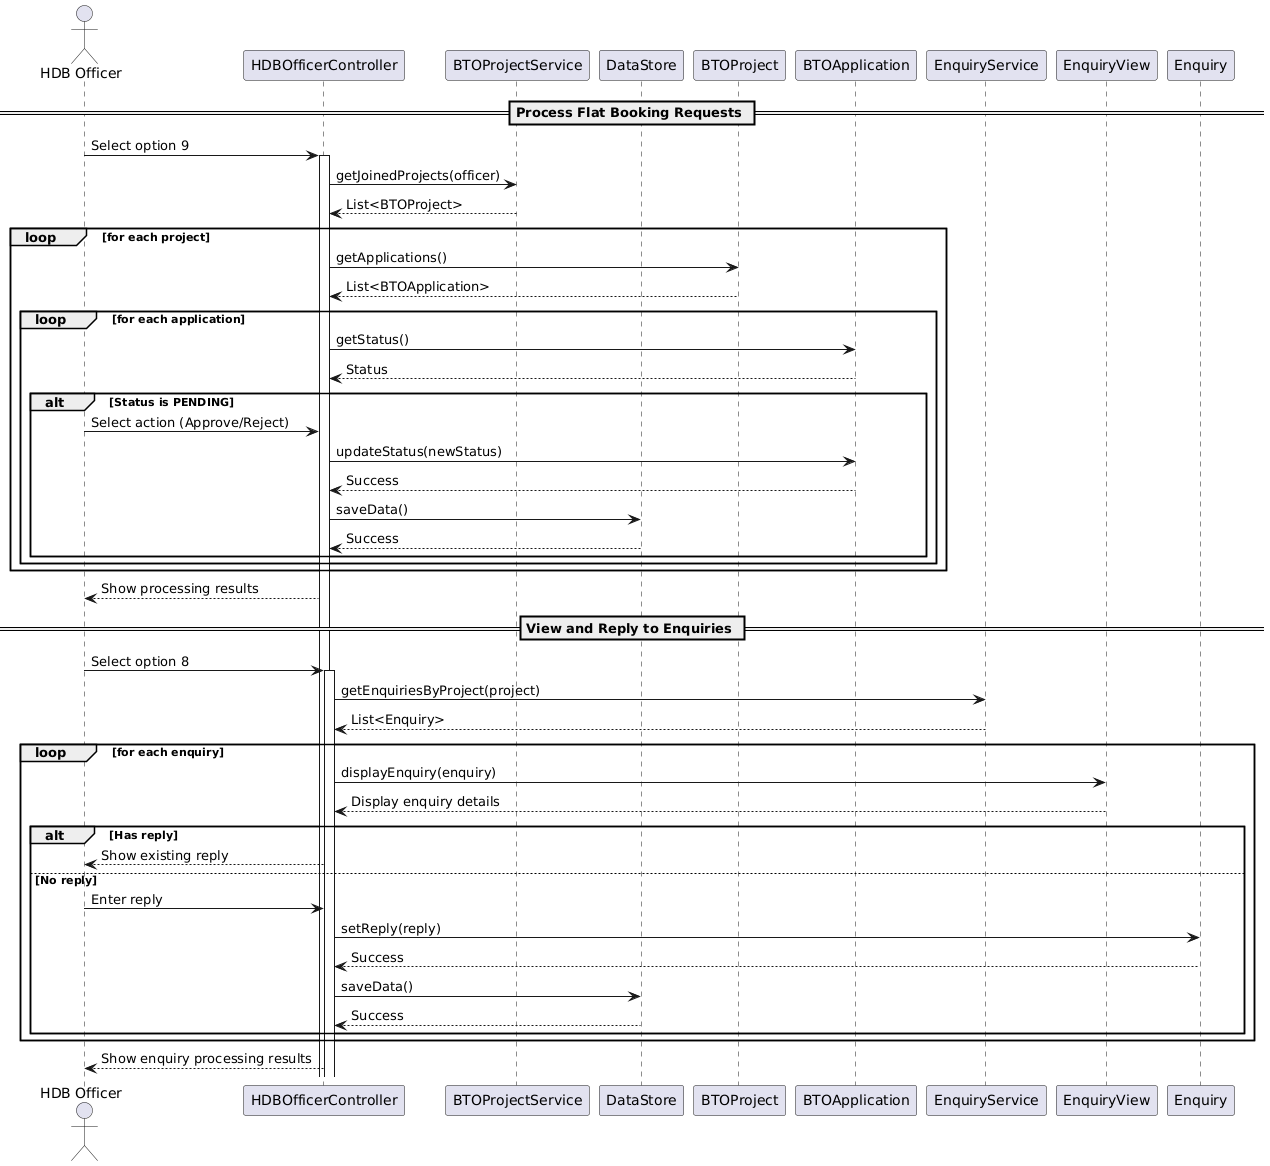 HDB Officer
HDBOfficerController
BTOProjectService
DataStore
BTOProject
BTOApplication
EnquiryService
EnquiryView
Enquiry
Process Flat Booking Requests
Select option 9
getJoinedProjects(officer)
List<BTOProject>
loop [for each project]
getApplications()
List<BTOApplication>
loop [for each application]
getStatus()
Status
alt [Status is PENDING]
Select action (Approve/Reject)
updateStatus(newStatus)
Success
saveData()
Success
Show processing results
View and Reply to Enquiries
Select option 8
getEnquiriesByProject(project)
List<Enquiry>
loop [for each enquiry]
displayEnquiry(enquiry)
Display enquiry details
alt [Has reply]
Show existing reply
[No reply]
Enter reply
setReply(reply)
Success
saveData()
Success
Show enquiry processing results
HDB Officer
HDBOfficerController
BTOProjectService
DataStore
BTOProject
BTOApplication
EnquiryService
EnquiryView
Enquiry